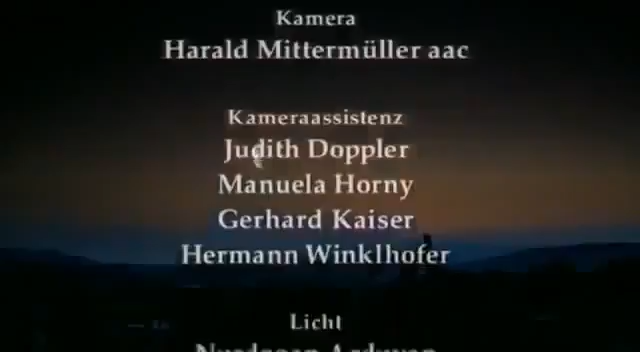 Kamera
Harald Mittermüller aac
Kameraassistenz
Judith Doppler
Manuela Horny
Gerhard Kaiser
Hermann Winklhofer
Licht